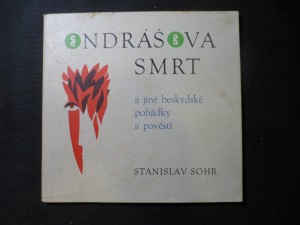 ONDRÁŠOVA
SMRT
a jiné beskydské
pohádky
a pověsti
STANISLAV SOHR